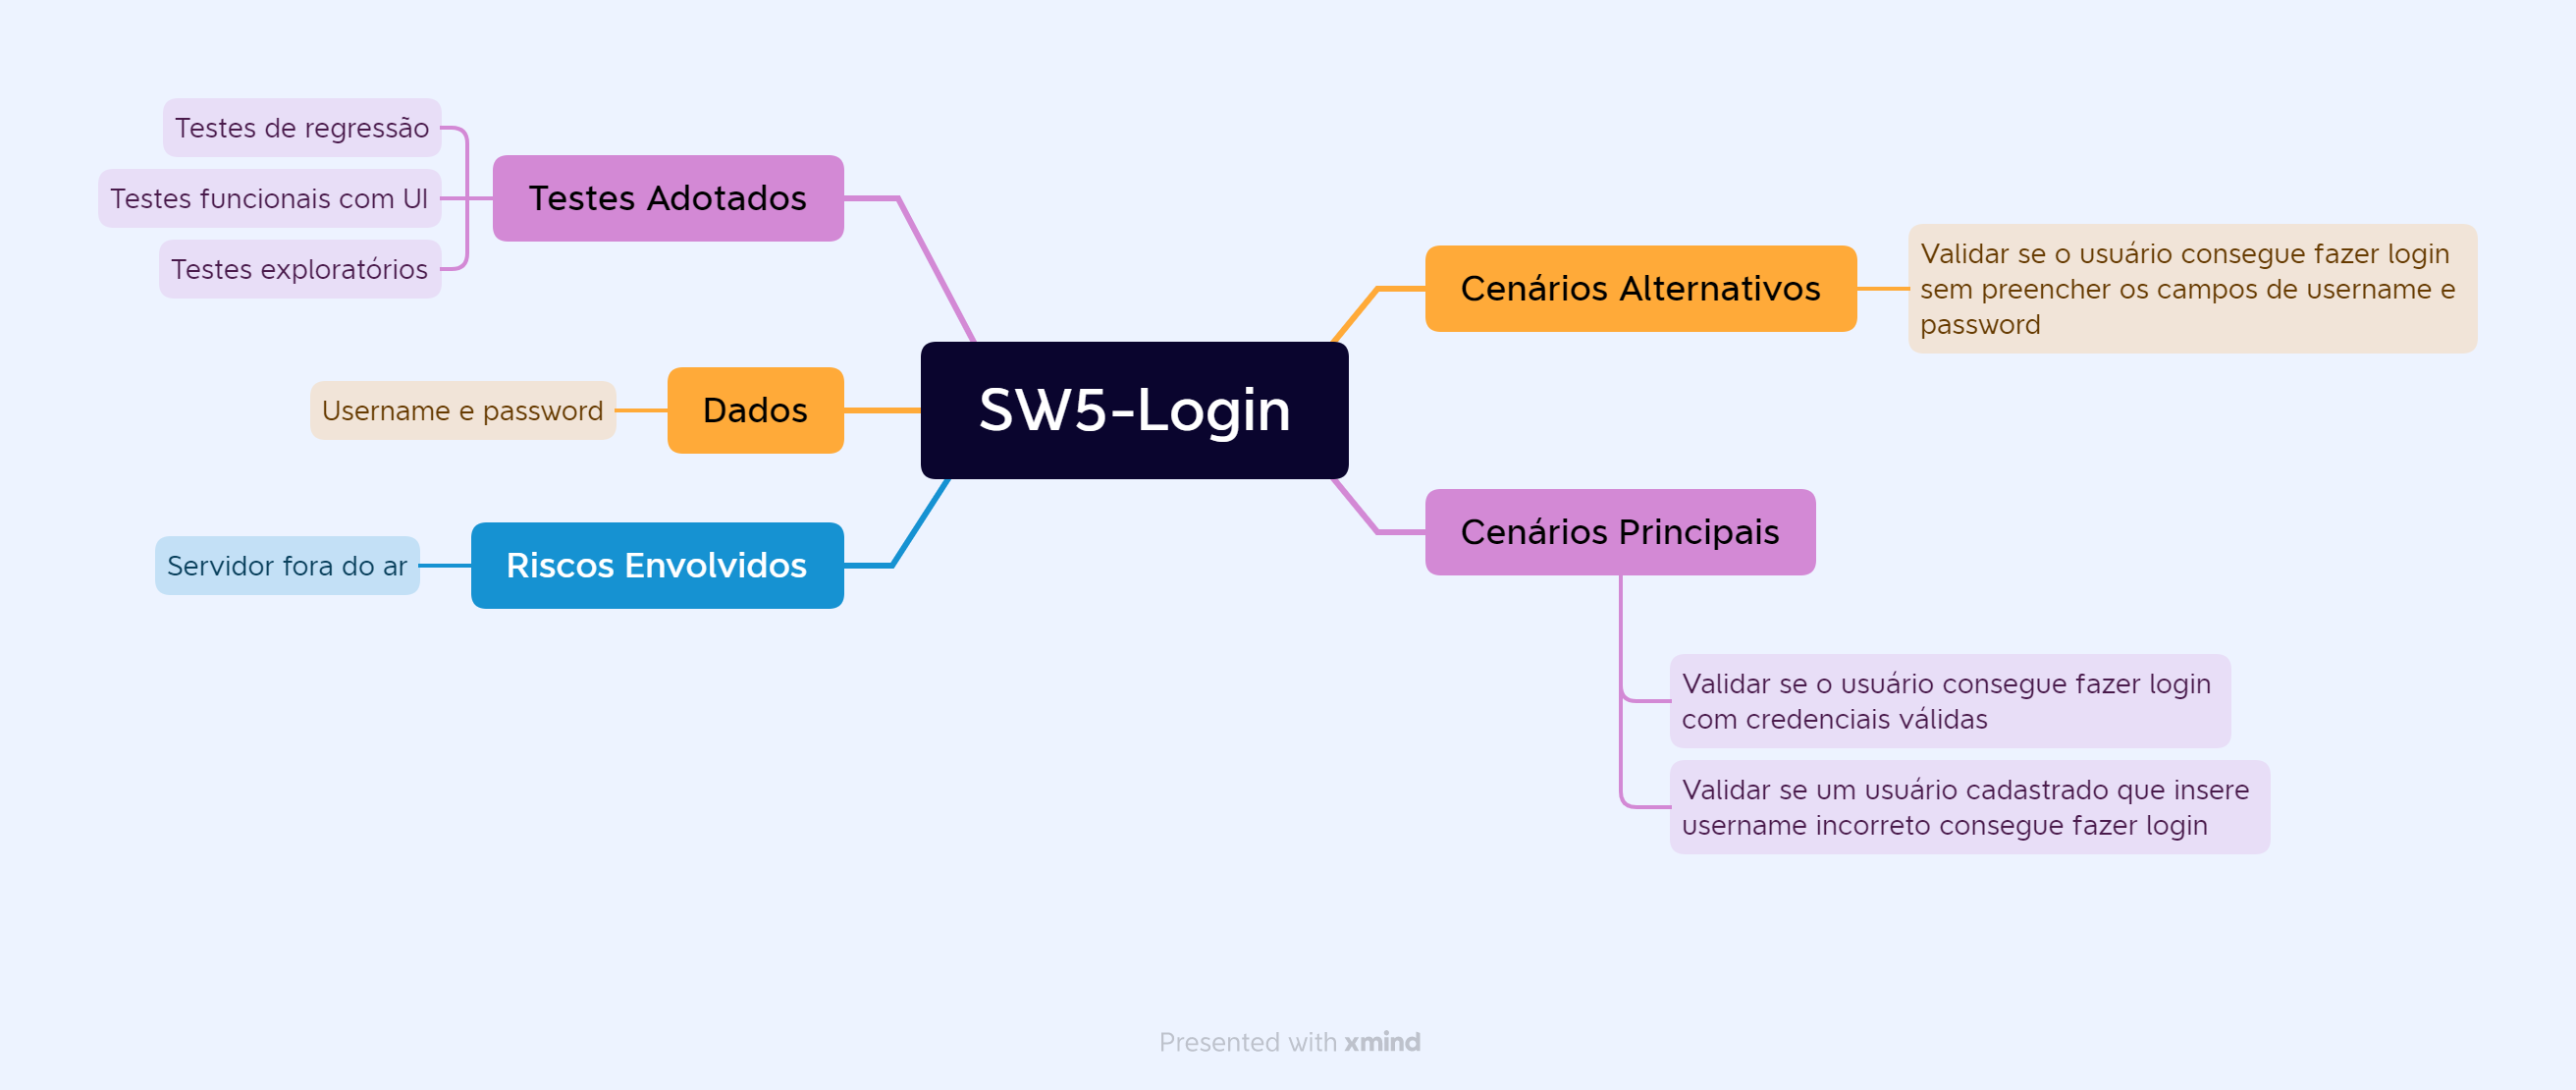 Testes de regressão
Testes funcionais com UI
Testes exploratórios
Testes Adotados
Username e password
Dados
Servidor fora do ar
Riscos Envolvidos
SW5-Login
Cenários Alternativos
Validar se o usuário consegue fazer login
sem preencher os campos de username e
password
Cenários Principais
Validar se o usuário consegue fazer login
com credenciais válidas
Validar se um usuário cadastrado que insere
username incorreto consegue fazer login
Presented with xmind